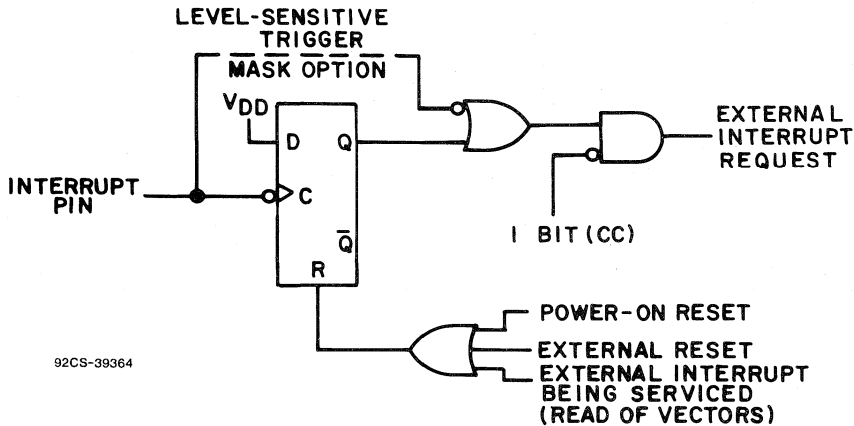 LEVEL-SENSITIVE
TRIGGER
MASK OPTION
VDD
D
Q
INTERRUPT
PIN
C
Q̅
R
EXTERNAL
INTERRUPT
REQUEST
I BIT (CC)
POWER-ON RESET
EXTERNAL RESET
EXTERNAL INTERRUPT
BEING SERVICED
(READ OF VECTORS)
92CS-39364